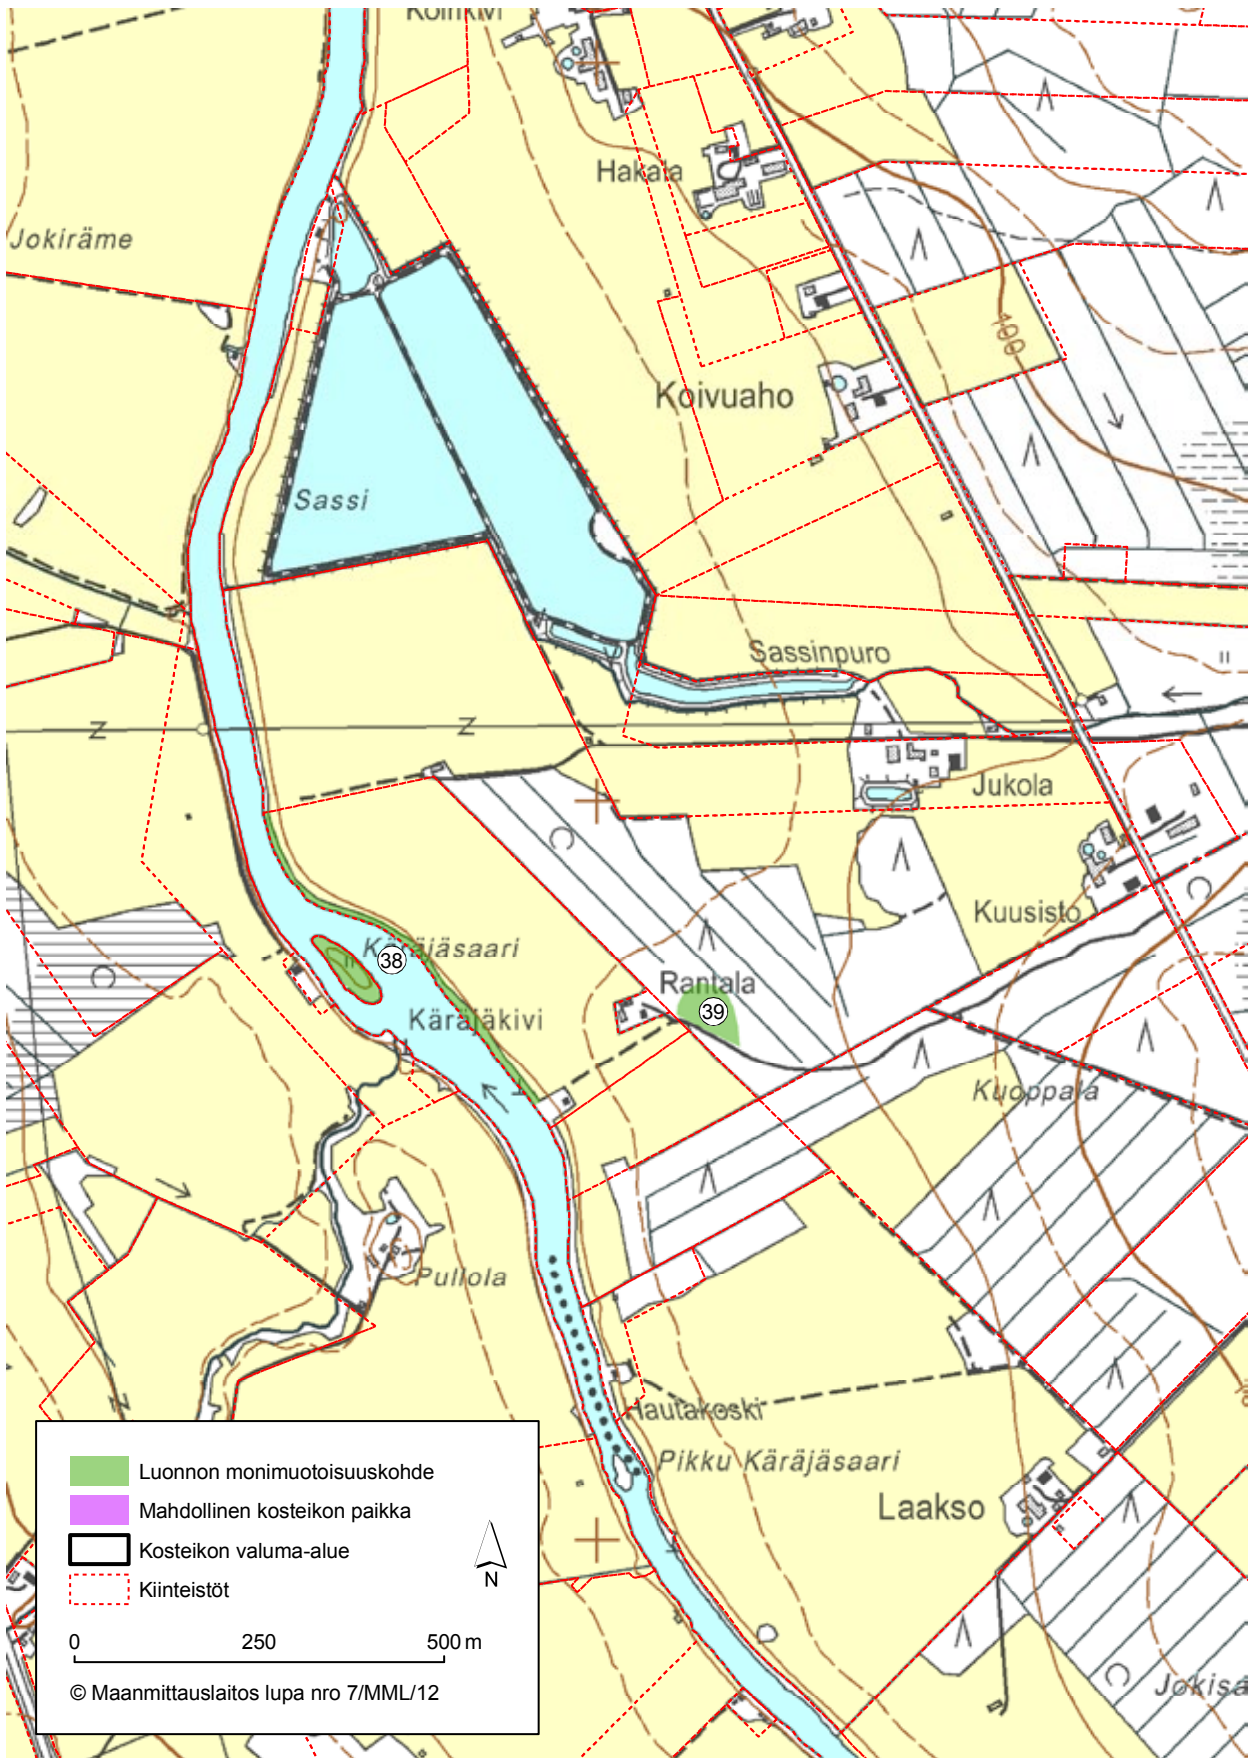 Koirikivi
Hakala
Jokiräme
100
Koivuaho
Sassi
Sassinpuro
Z
Z
Jukola
Kuusisto
Käräjäsaari
38
Rantala
39
Käräjäkivi
Kuoppala
Pullola
Hautakoski
Pikku Käräjäsaari
Laakso
Luonnon monimuotoisuuskohde
Mahdollinen kosteikon paikka
Kosteikon valuma-alue
N
Kiinteistöt
0 250 500 m
© Maanmittauslaitos lupa nro 7/MML/12